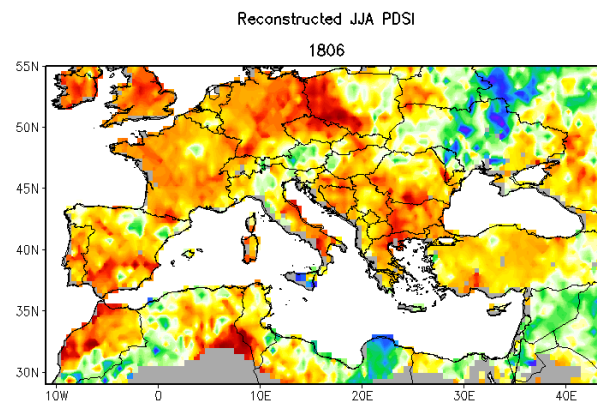 Reconstructed JJA PDSI
1806
55N
50N
45N
40N
35N
30N
10W 0 10E 20E 30E 40E